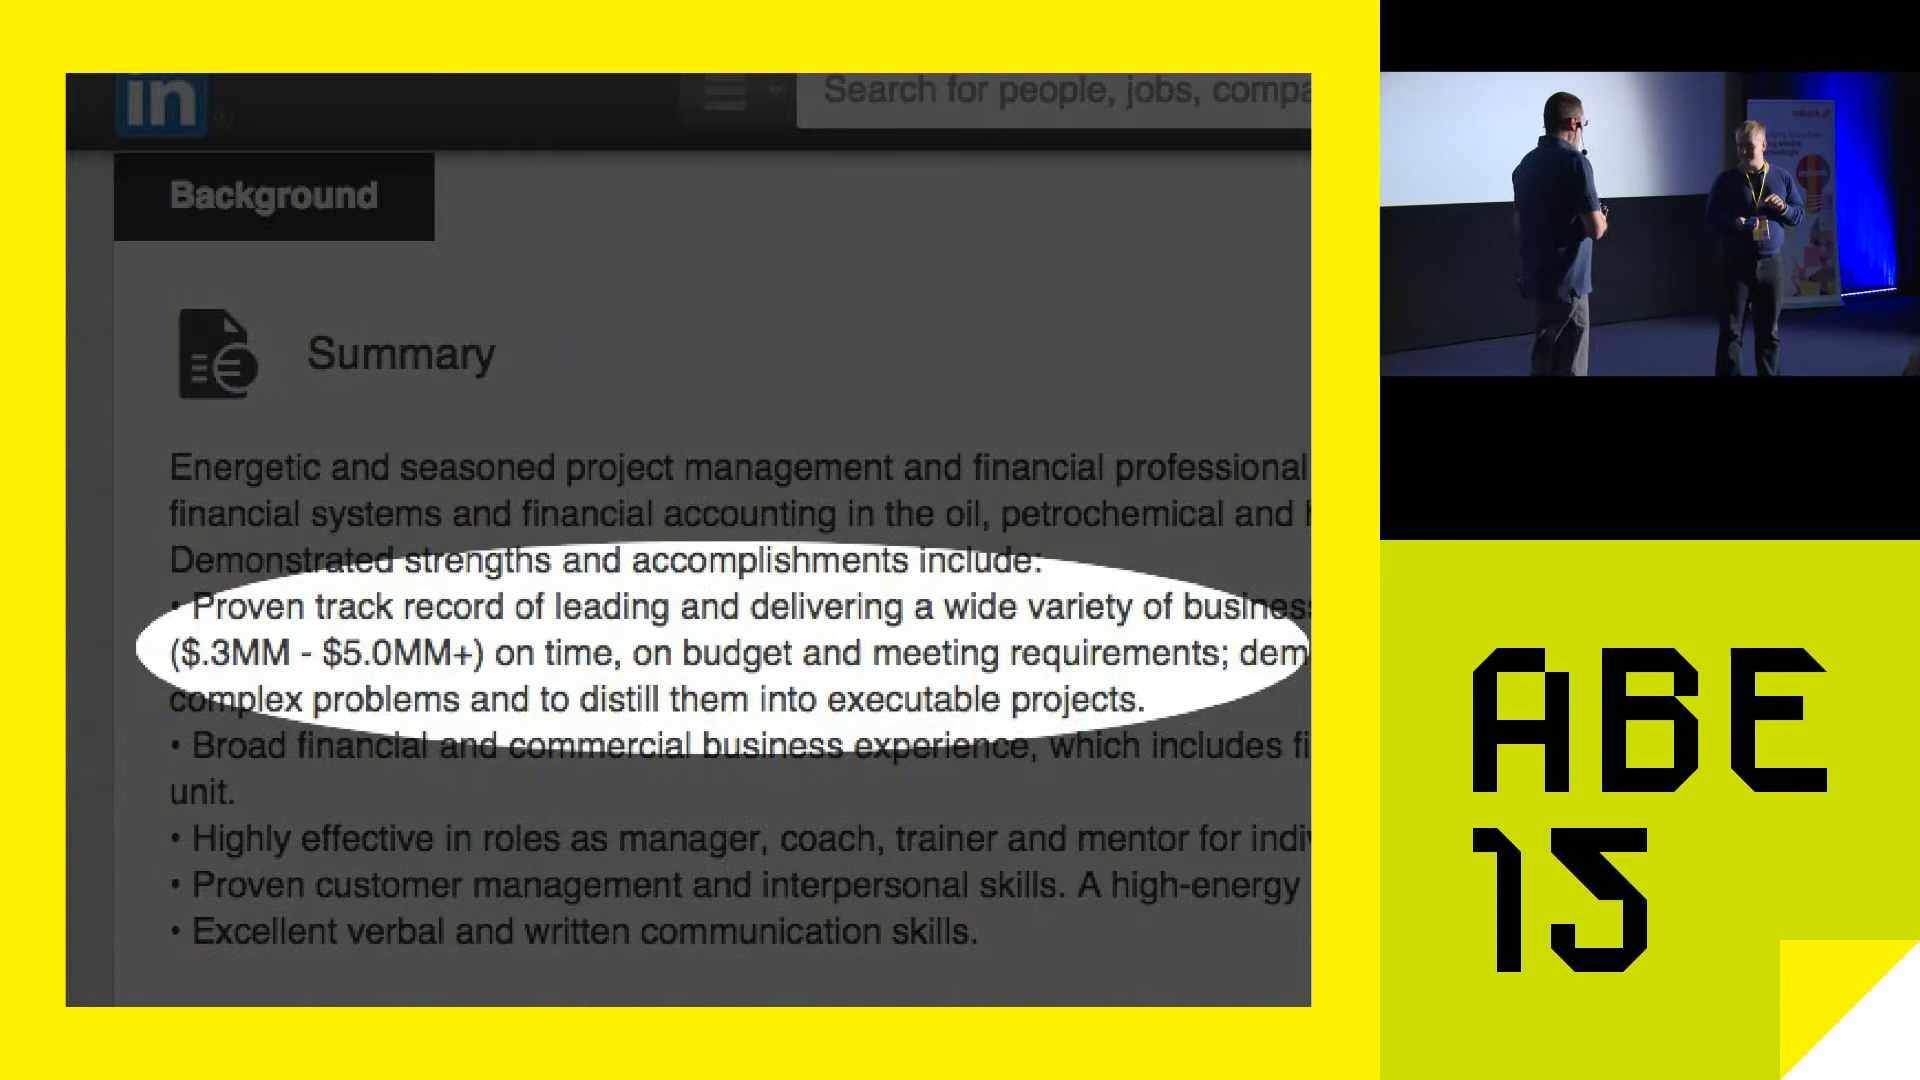 in
Search for people, jobs, compa
Background
Summary
Energetic and seasoned project management and financial professional
financial systems and financial accounting in the oil, petrochemical and h
Demonstrated strengths and accomplishments include:
• Proven track record of leading and delivering a wide variety of business
($.3MM - $5.0MM+) on time, on budget and meeting requirements; dem
complex problems and to distill them into executable projects.
• Broad financial and commercial business experience, which includes fi
unit.
• Highly effective in roles as manager, coach, trainer and mentor for indiv
• Proven customer management and interpersonal skills. A high-energy
• Excellent verbal and written communication skills.
mBank.pl
mBank
ABE
15